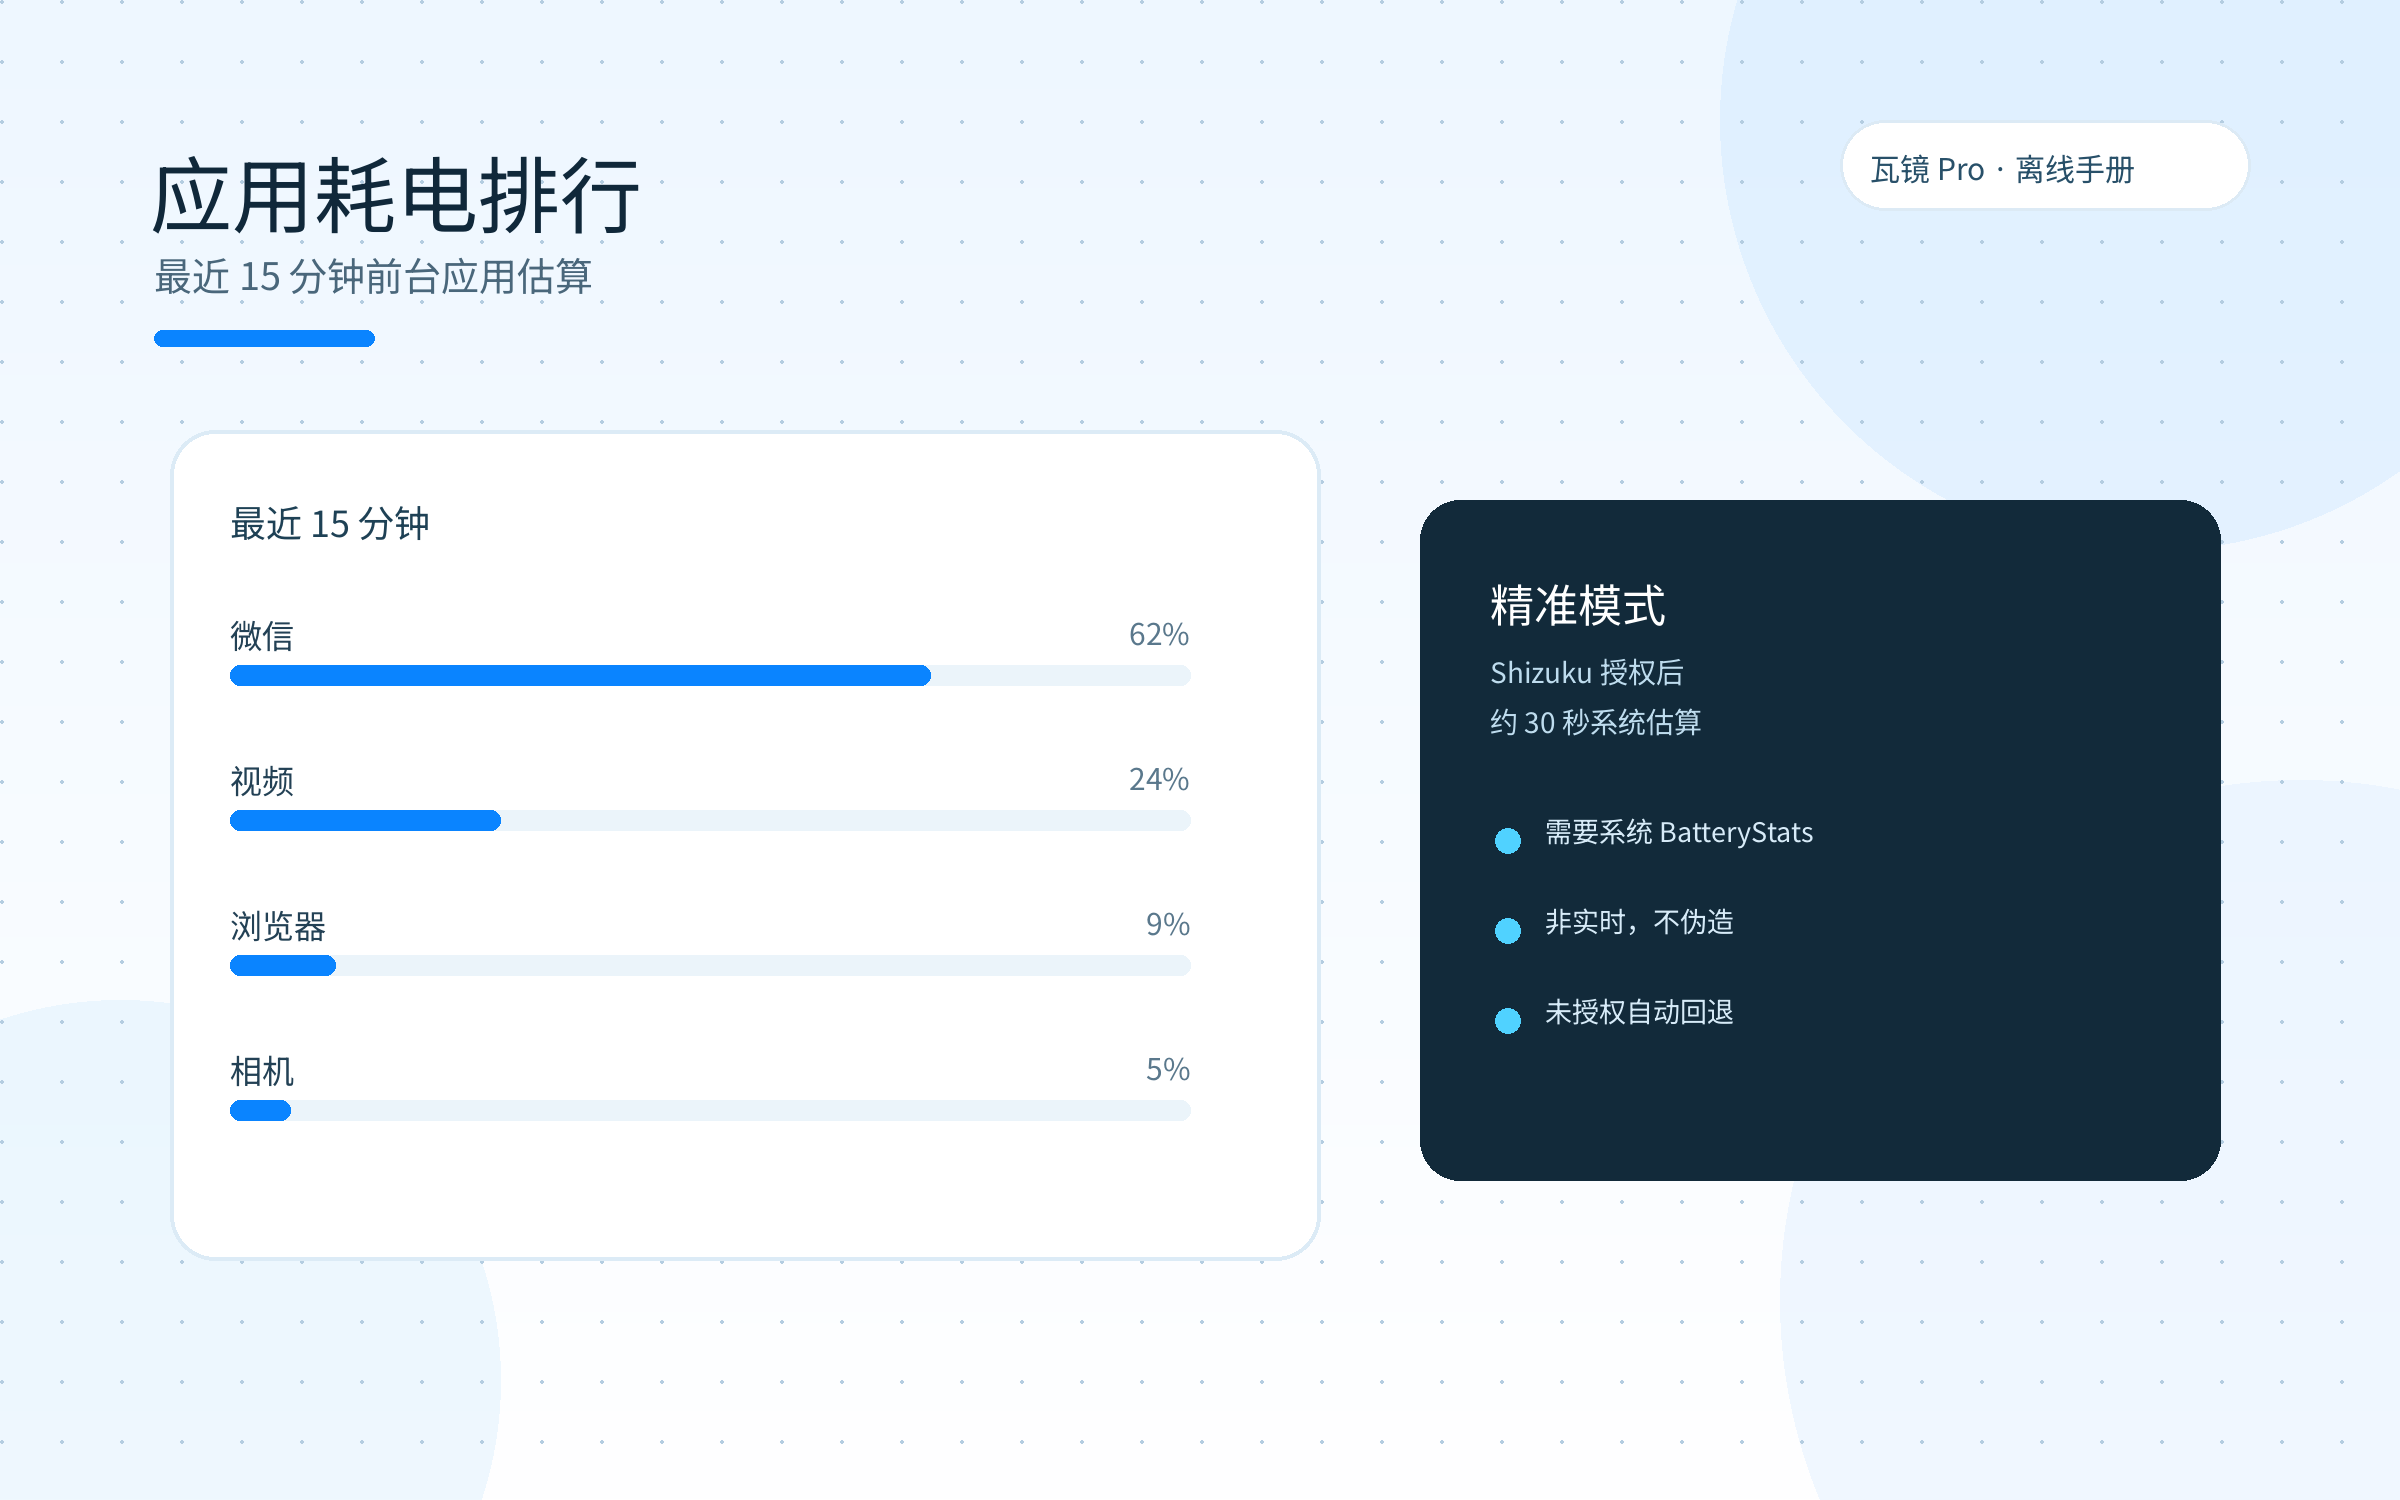 应用耗电排行
最近 15 分钟前台应用估算
瓦镜 Pro · 离线手册
最近 15 分钟
微信 62%
视频 24%
浏览器 9%
相机 5%
精准模式
Shizuku 授权后
约 30 秒系统估算
需要系统 BatteryStats
非实时，不伪造
未授权自动回退